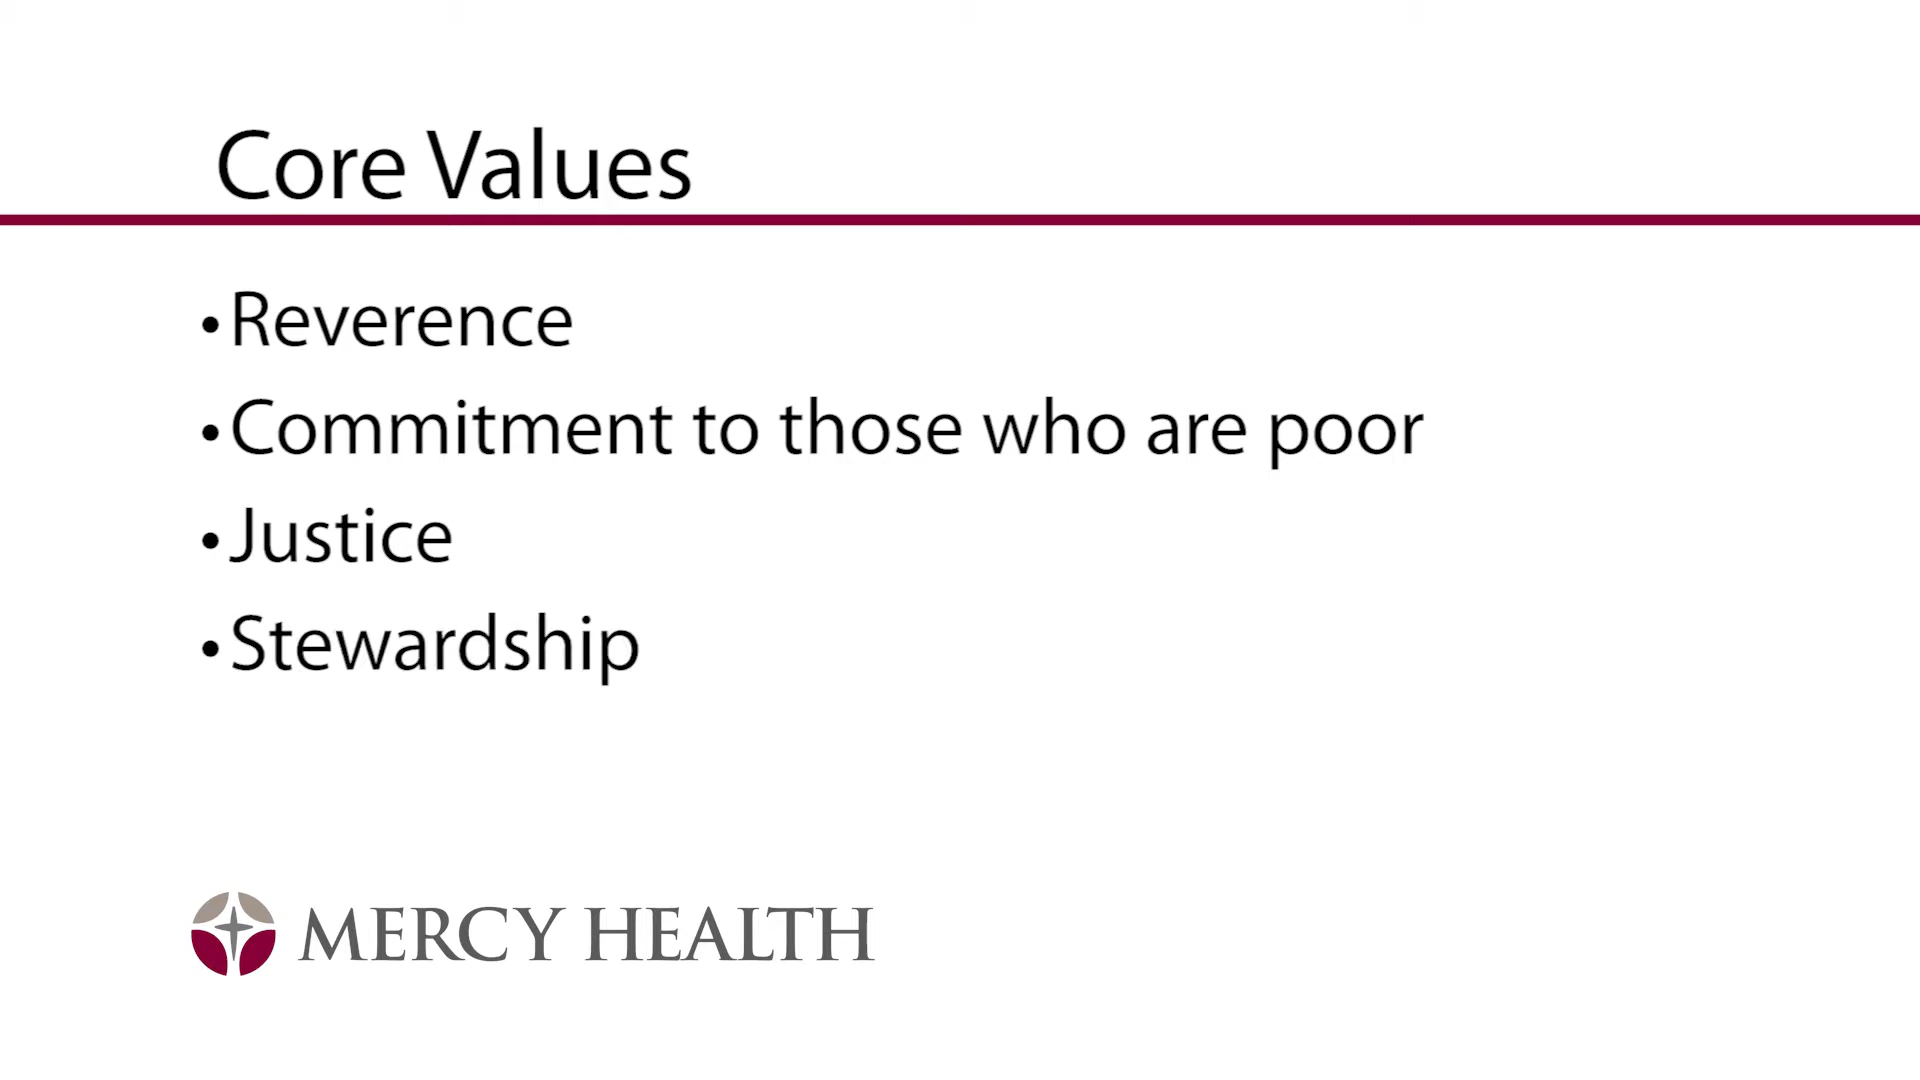 Core Values
•Reverence
•Commitment to those who are poor
•Justice
•Stewardship
MERCY HEALTH